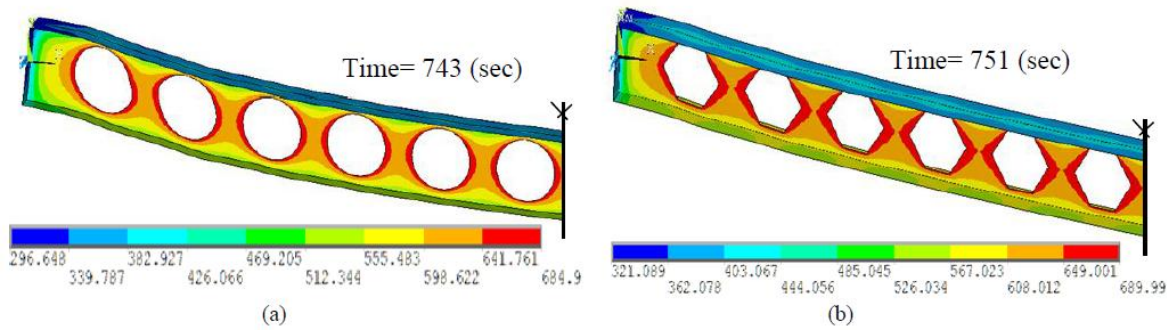 Time= 743 (sec)
Time= 751 (sec)
296.648 382.927 469.205 555.483 641.761
339.787 426.066 512.344 598.622 684.9
321.089 403.067 485.045 567.023 649.001
362.078 444.056 526.034 608.012 689.99
(a)
(b)